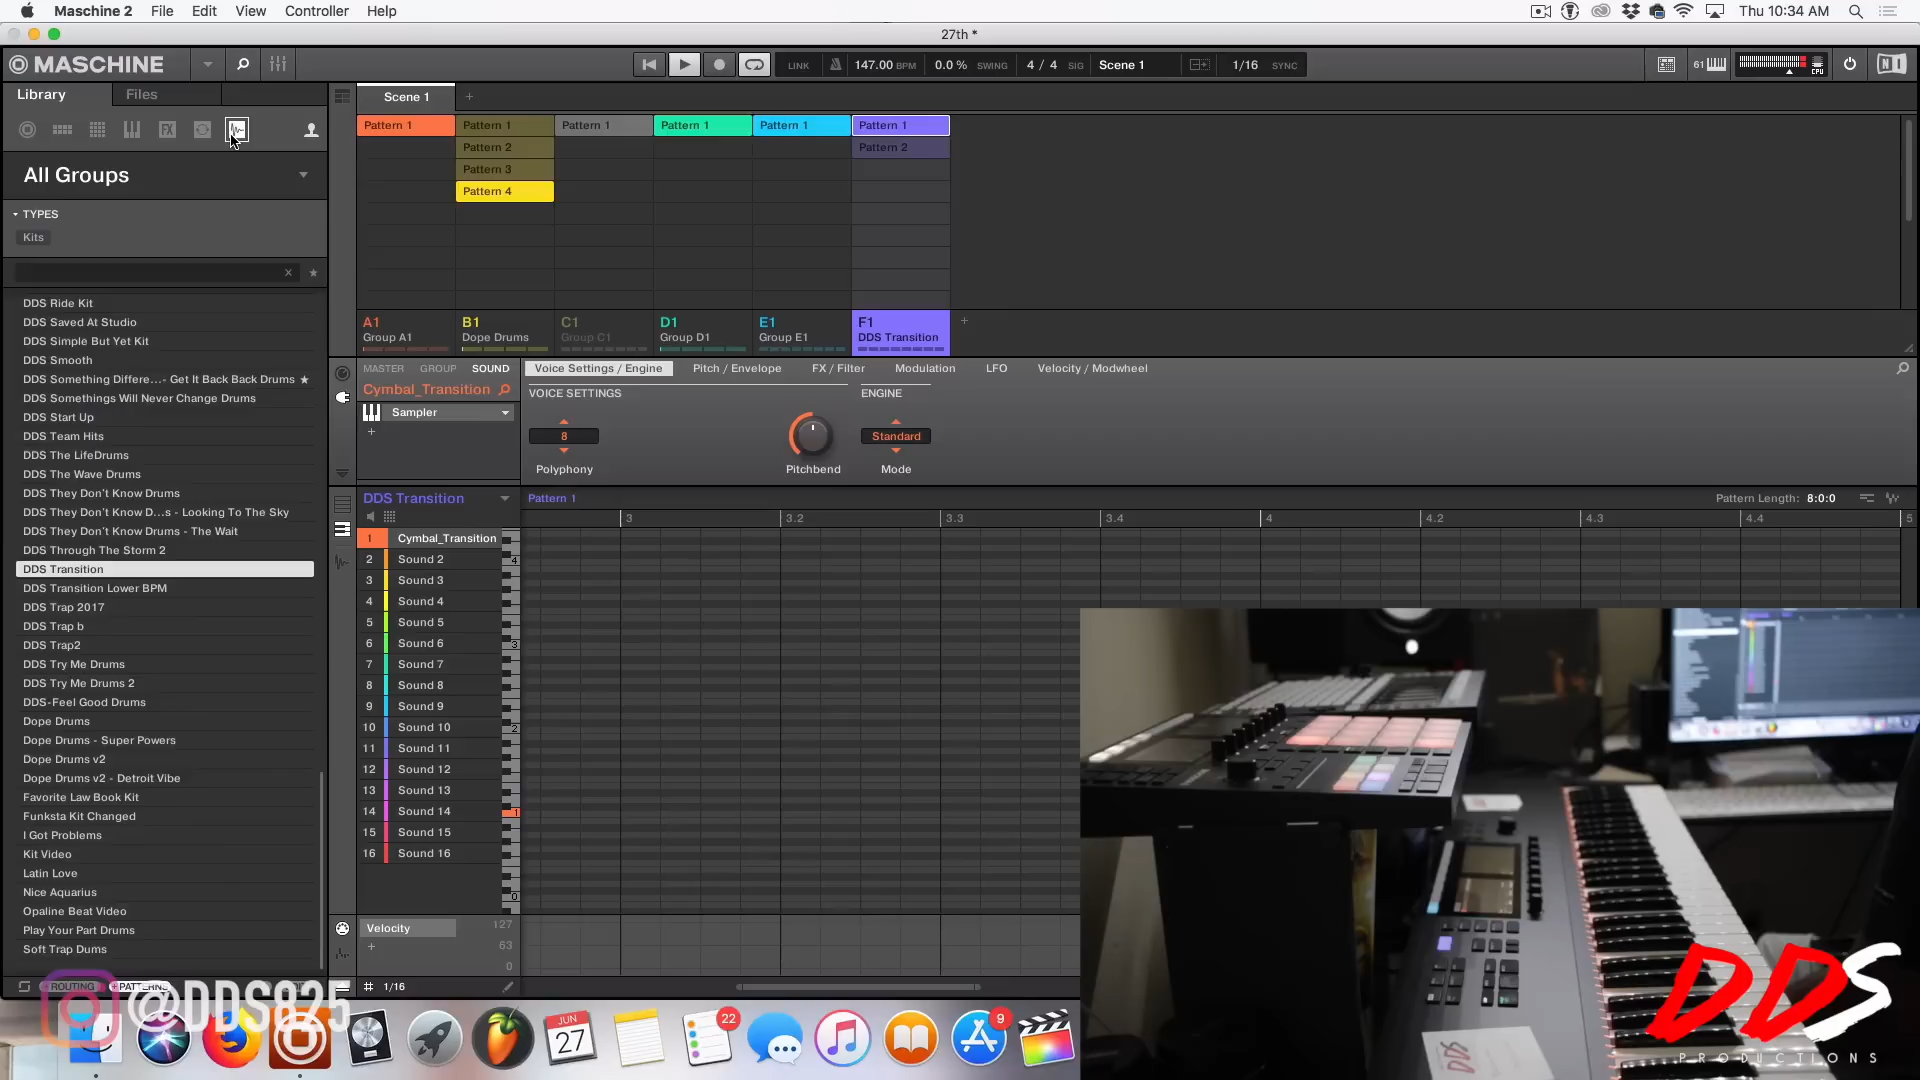 Maschine 2 File Edit View Controller Help
Thu 10:34 AM
27th *
MASCHINE
LINK 147.00 BPM 0.0 % SWING 4 / 4 SIG Scene 1 1/16 SYNC
61
CPU
Library Files
All Groups
TYPES
Kits
DDS Ride Kit
DDS Saved At Studio
DDS Simple But Yet Kit
DDS Smooth
DDS Something Differe...- Get It Back Back Drums ★
DDS Somethings Will Never Change Drums
DDS Start Up
DDS Team Hits
DDS The LifeDrums
DDS The Wave Drums
DDS They Don't Know Drums
DDS They Don't Know D...s - Looking To The Sky
DDS They Don't Know Drums - The Wait
DDS Through The Storm 2
DDS Transition
DDS Transition Lower BPM
DDS Trap 2017
DDS Trap b
DDS Trap2
DDS Try Me Drums
DDS Try Me Drums 2
DDS-Feel Good Drums
Dope Drums
Dope Drums - Super Powers
Dope Drums v2
Dope Drums v2 - Detroit Vibe
Favorite Law Book Kit
Funksta Kit Changed
I Got Problems
Kit Video
Latin Love
Nice Aquarius
Opaline Beat Video
Play Your Part Drums
Soft Trap Dums
+ROUTING +PATTERNS
Scene 1 +
Pattern 1 Pattern 1 Pattern 1 Pattern 1 Pattern 1 Pattern 1
Pattern 2 Pattern 2
Pattern 3
Pattern 4
A1 B1 C1 D1 E1 F1 +
Group A1 Dope Drums Group C1 Group D1 Group E1 DDS Transition
MASTER GROUP SOUND
Cymbal_Transition
Sampler
+
Voice Settings / Engine Pitch / Envelope FX / Filter Modulation LFO Velocity / Modwheel
VOICE SETTINGS ENGINE
8 Standard
Polyphony Pitchbend Mode
DDS Transition Pattern 1 Pattern Length: 8:0:0
3 3.2 3.3 3.4 4 4.2 4.3 4.4 5
1 Cymbal_Transition
2 Sound 2 4
3 Sound 3
4 Sound 4
5 Sound 5
6 Sound 6 3
7 Sound 7
8 Sound 8
9 Sound 9
10 Sound 10 2
11 Sound 11
12 Sound 12
13 Sound 13
14 Sound 14 1
15 Sound 15
16 Sound 16
0
Velocity 127
+ 63
0
# 1/16
@DDS825
JUN
27
22
9
DDS
PRODUCTIONS
DDS